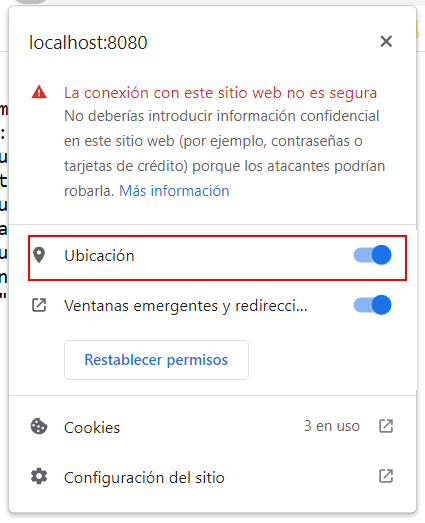 localhost:8080
La conexión con este sitio web no es segura
No deberías introducir información confidencial
en este sitio web (por ejemplo, contraseñas o
tarjetas de crédito) porque los atacantes podrían
robarla. Más información
Ubicación
Ventanas emergentes y redirecci...
Restablecer permisos
Cookies 3 en uso
Configuración del sitio